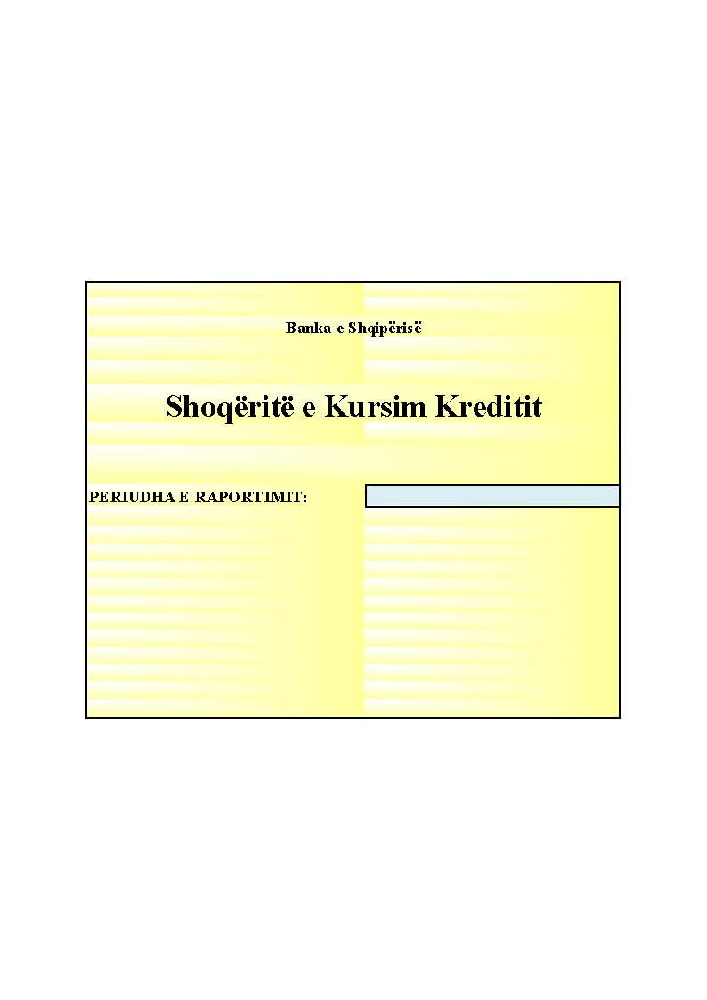 Banka e Shqipërisë
Shoqëritë e Kursim Kreditit
PERIUDHA E RAPORTIMIT: